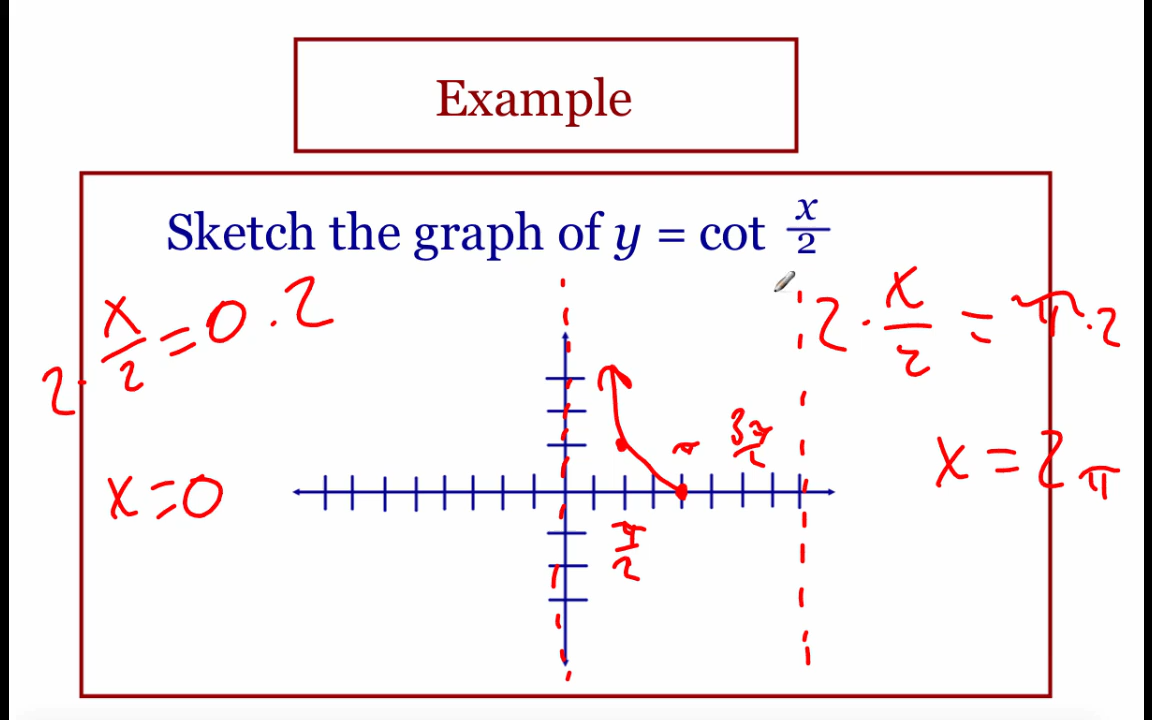 Example
Sketch the graph of y = cot x/2
2 · x/2 = 0 · 2
2 · x/2 = π · 2
x = 0
x = 2π
π
3π/2
π/2